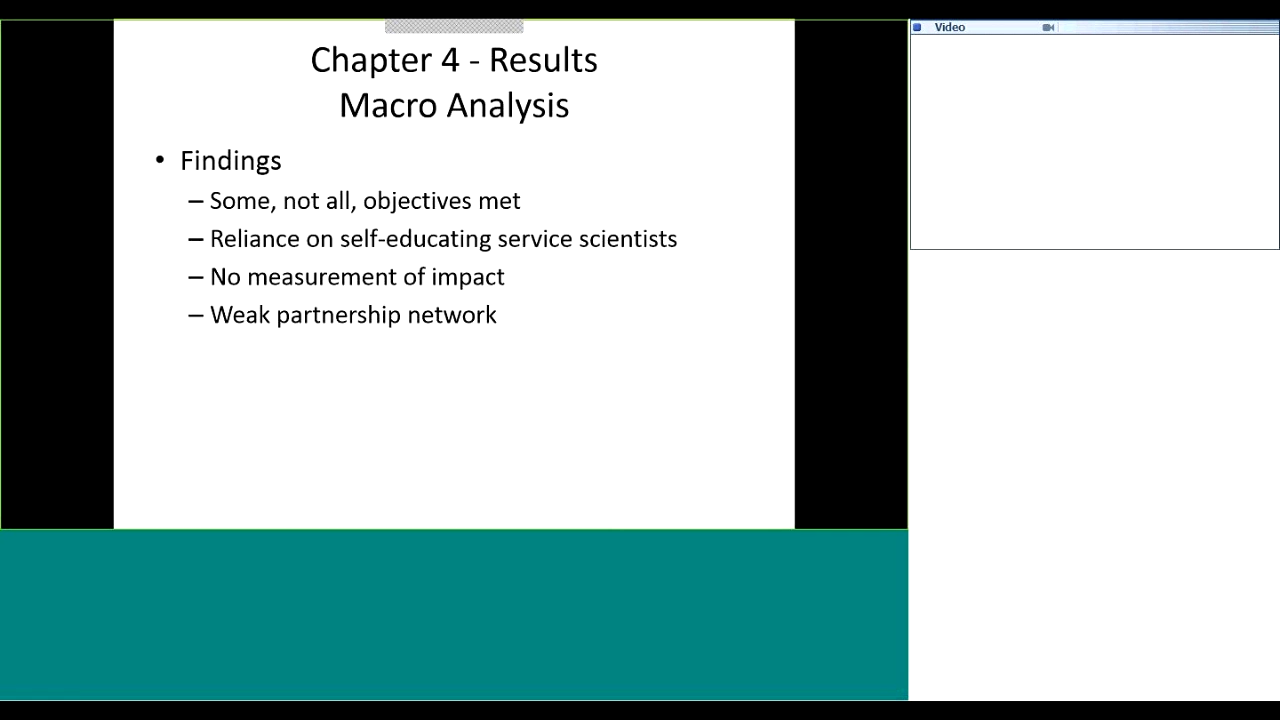 Chapter 4 - Results
Macro Analysis
• Findings
– Some, not all, objectives met
– Reliance on self-educating service scientists
– No measurement of impact
– Weak partnership network
Video